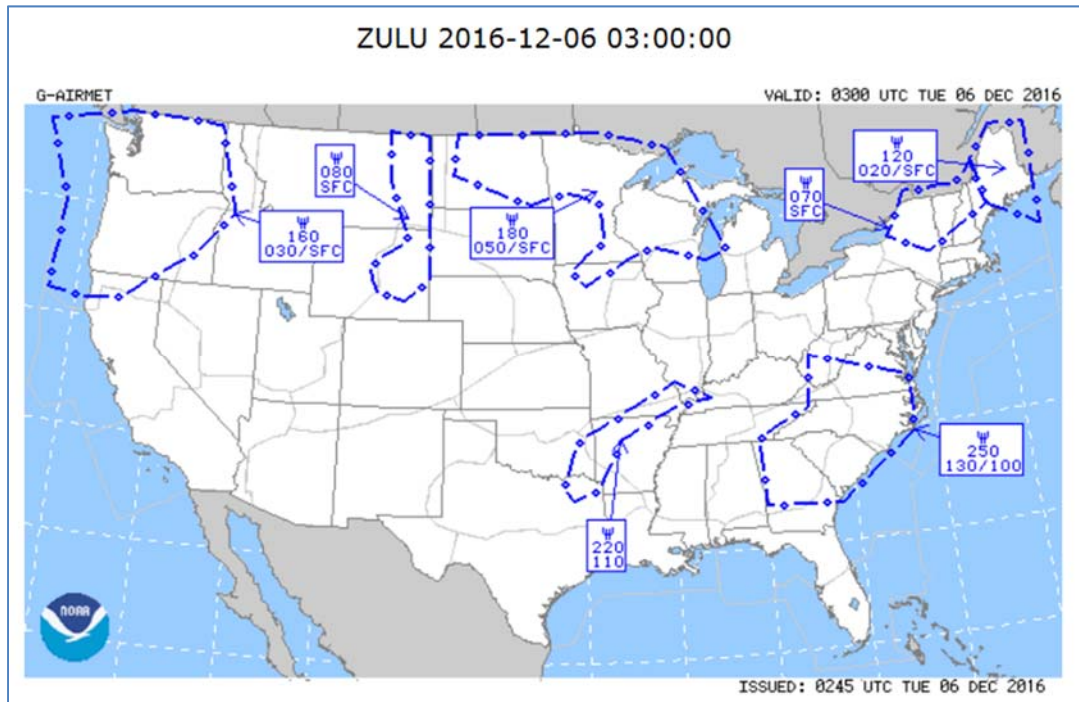 ZULU 2016-12-06 03:00:00
G-AIRMET
VALID: 0300 UTC TUE 06 DEC 2016
120
020/SFC
080
SFC
070
SFC
160
030/SFC
180
050/SFC
250
130/100
220
110
NOAA
ISSUED: 0245 UTC TUE 06 DEC 2016